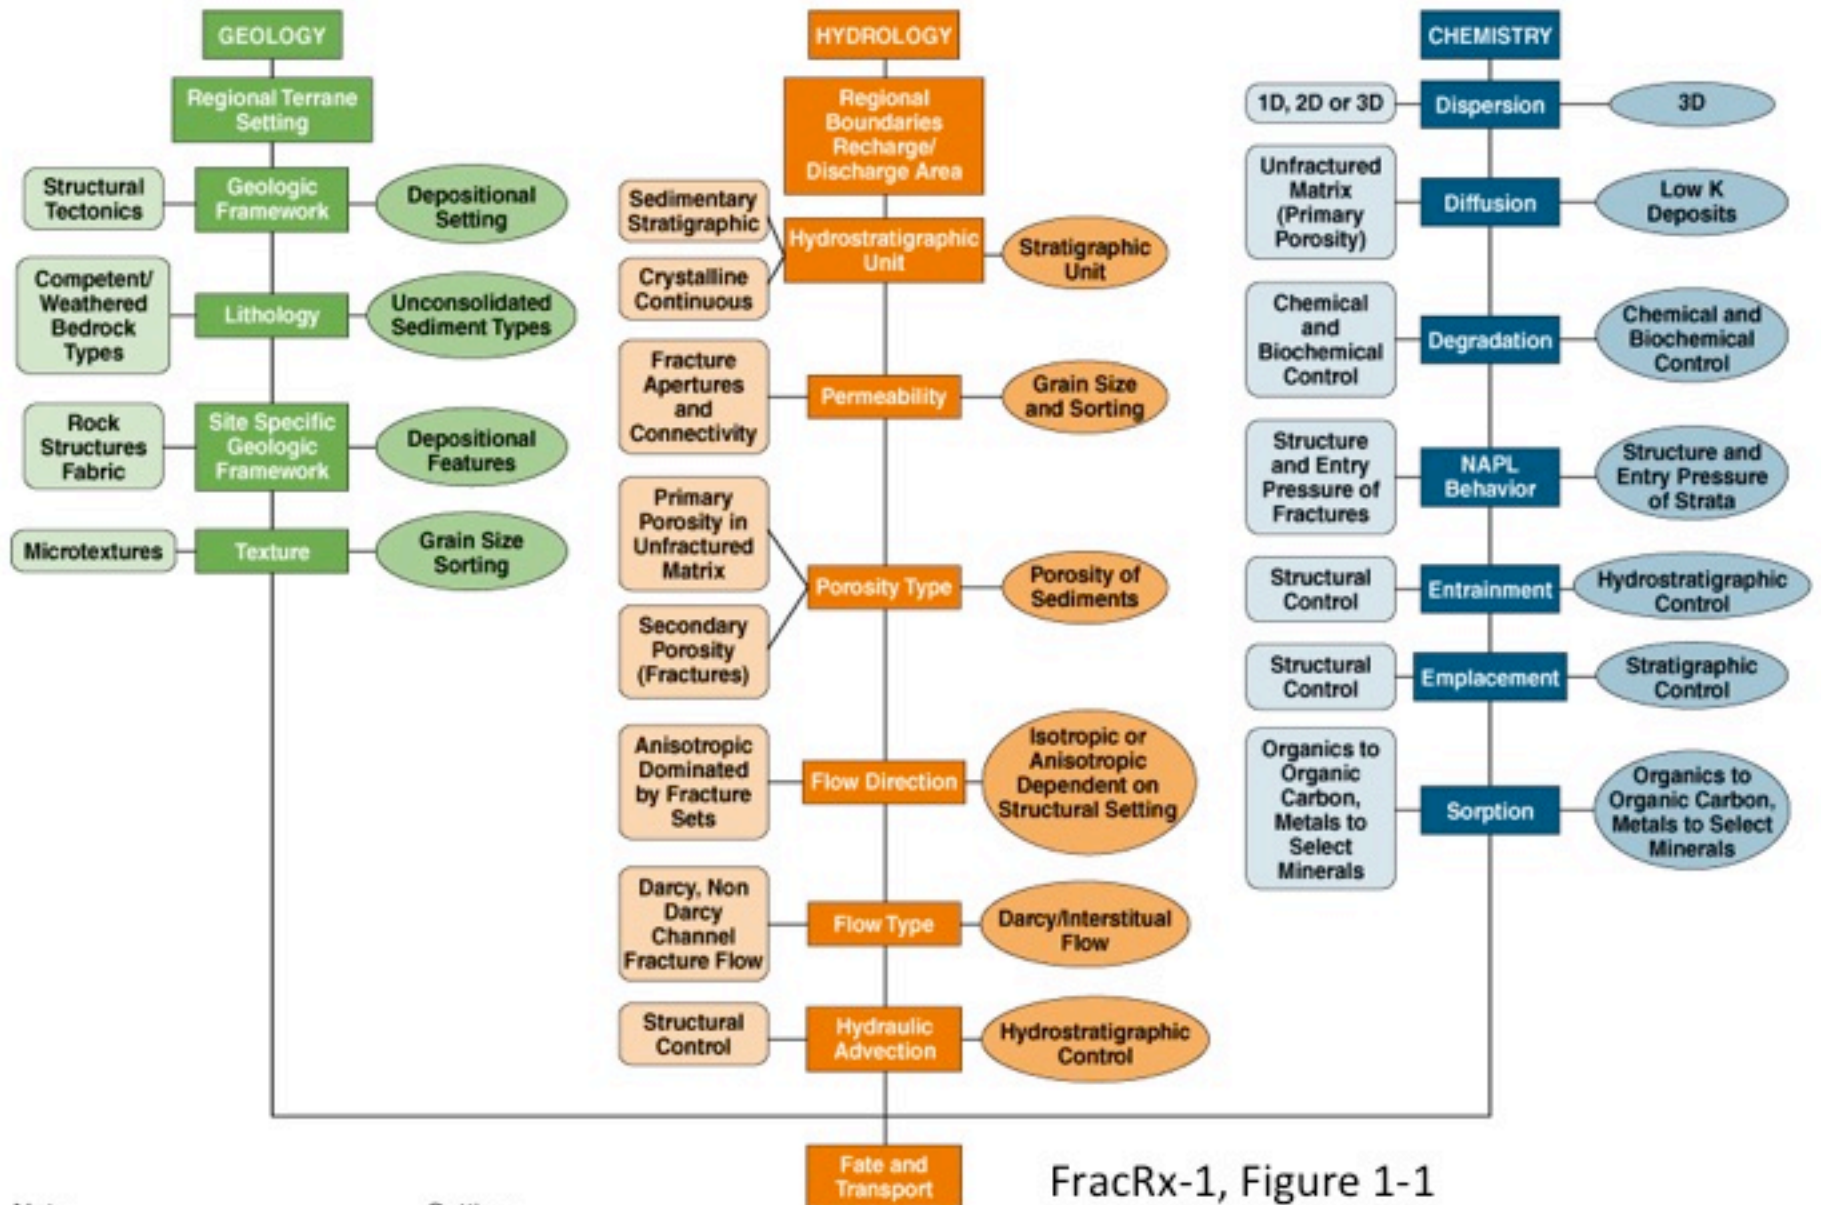 GEOLOGY
Regional Terrane
Setting
Structural
Tectonics
Geologic
Framework
Depositional
Setting
Competent/
Weathered
Bedrock
Types
Lithology
Unconsolidated
Sediment Types
Rock
Structures
Fabric
Site Specific
Geologic
Framework
Depositional
Features
Microtextures
Texture
Grain Size
Sorting
HYDROLOGY
Regional
Boundaries
Recharge/
Discharge Area
Sedimentary
Stratigraphic
Crystalline
Continuous
Hydrostratigraphic
Unit
Stratigraphic
Unit
Fracture
Apertures
and
Connectivity
Permeability
Grain Size
and Sorting
Primary
Porosity in
Unfractured
Matrix
Secondary
Porosity
(Fractures)
Porosity Type
Porosity of
Sediments
Anisotropic
Dominated
by Fracture
Sets
Flow Direction
Isotropic or
Anisotropic
Dependent on
Structural Setting
Darcy, Non
Darcy
Channel
Fracture Flow
Flow Type
Darcy/Interstitual
Flow
Structural
Control
Hydraulic
Advection
Hydrostratigraphic
Control
CHEMISTRY
1D, 2D or 3D
Dispersion
3D
Unfractured
Matrix
(Primary
Porosity)
Diffusion
Low K
Deposits
Chemical
and
Biochemical
Control
Degradation
Chemical and
Biochemical
Control
Structure
and Entry
Pressure of
Fractures
NAPL
Behavior
Structure and
Entry Pressure
of Strata
Structural
Control
Entrainment
Hydrostratigraphic
Control
Structural
Control
Emplacement
Stratigraphic
Control
Organics to
Organic
Carbon,
Metals to
Select
Minerals
Sorption
Organics to
Organic Carbon,
Metals to Select
Minerals
Fate and
Transport
FracRx-1, Figure 1-1